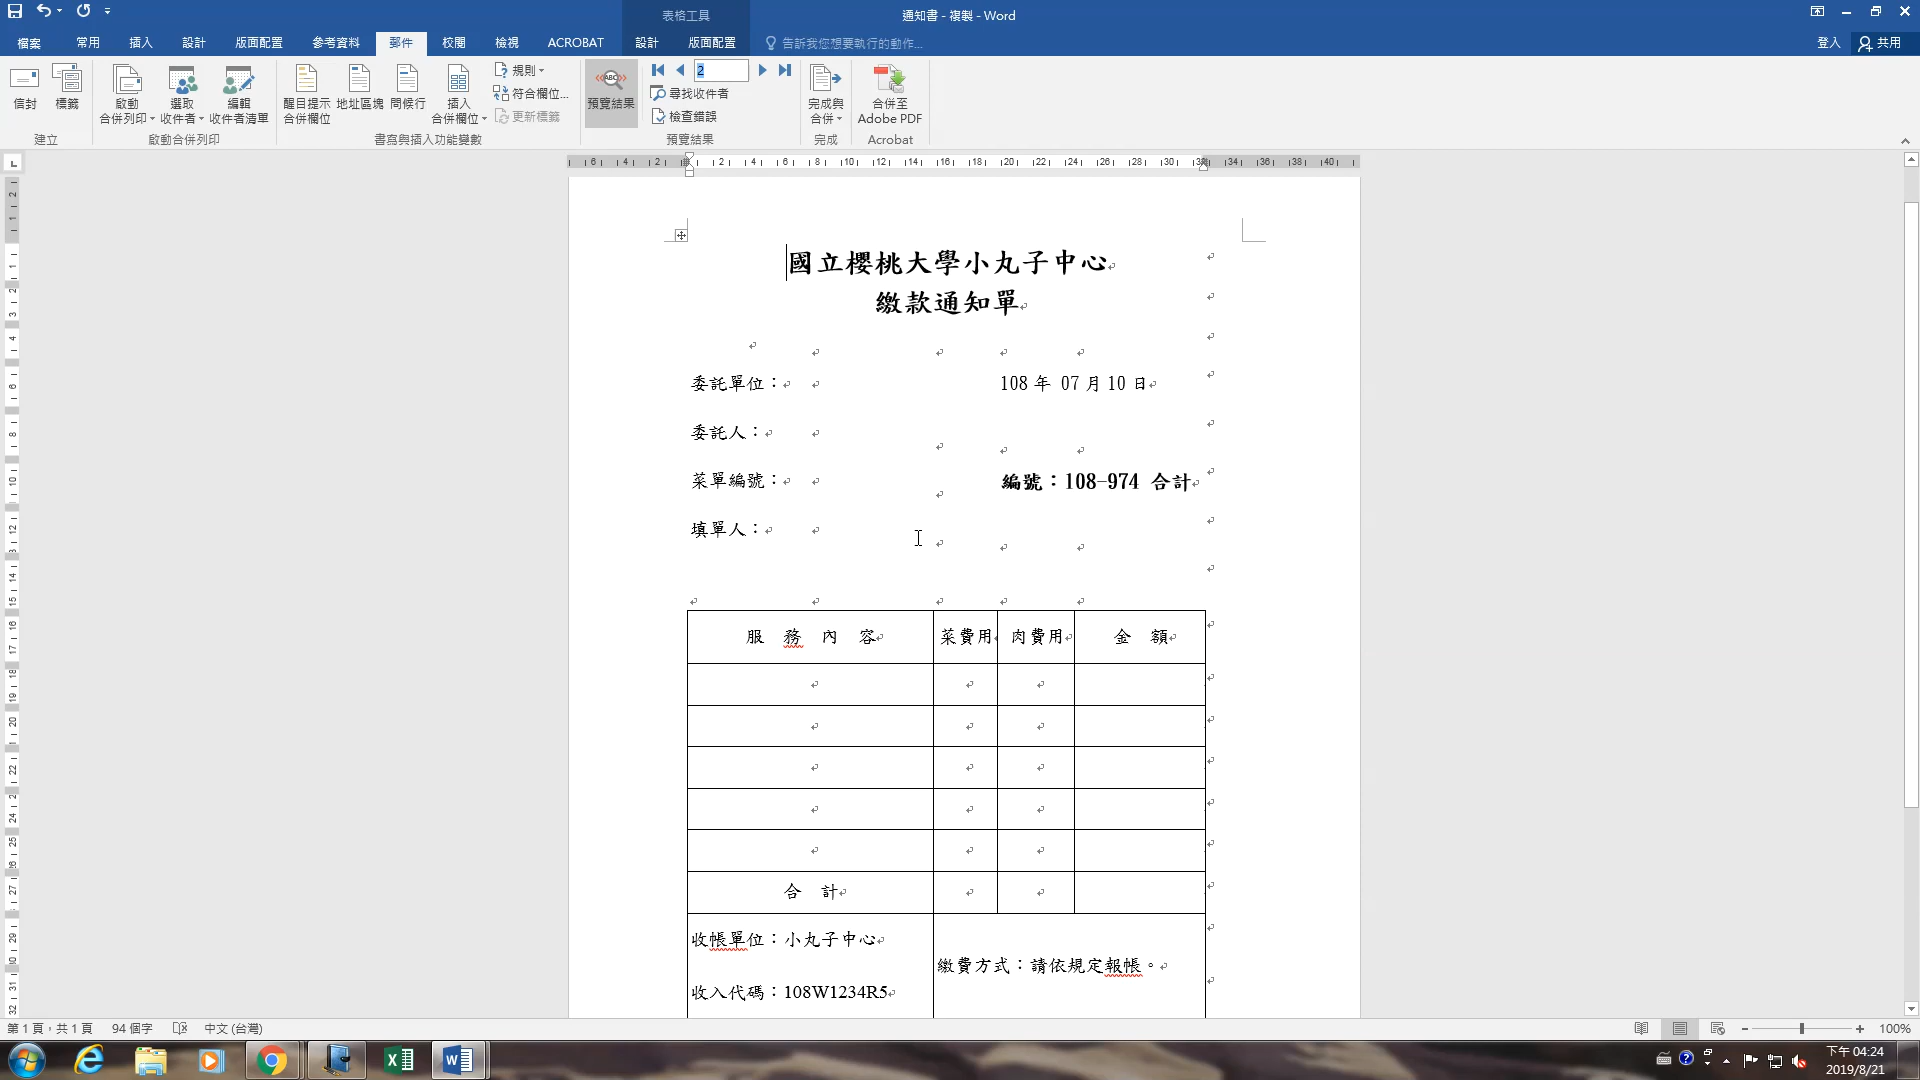 表格工具
通知書 - 複製 - Word
檔案 常用 插入 設計 版面配置 參考資料 郵件 校閱 檢視 ACROBAT 設計 版面配置 告訴我您想要執行的動作... 登入 共用
信封 標籤 啟動合併列印 選取收件者 編輯收件者清單 醒目提示合併欄位 地址區塊 問候行 插入合併欄位 規則 符合欄位... 更新標籤 預覽結果 2 尋找收件者 檢查錯誤 完成與合併 合併至 Adobe PDF
建立 啟動合併列印 書寫與插入功能變數 預覽結果 完成 Acrobat
國立櫻桃大學小丸子中心
繳款通知單
委託單位： 108 年 07 月 10 日
委託人：
菜單編號： 編號：108-974 合計
填單人：
服 務 內 容 菜費用 肉費用 金 額
合 計
收帳單位：小丸子中心
繳費方式：請依規定報帳。
收入代碼：108W1234R5
第 1 頁，共 1 頁 94 個字 中文 (台灣) 100%
下午 04:24
2019/8/21